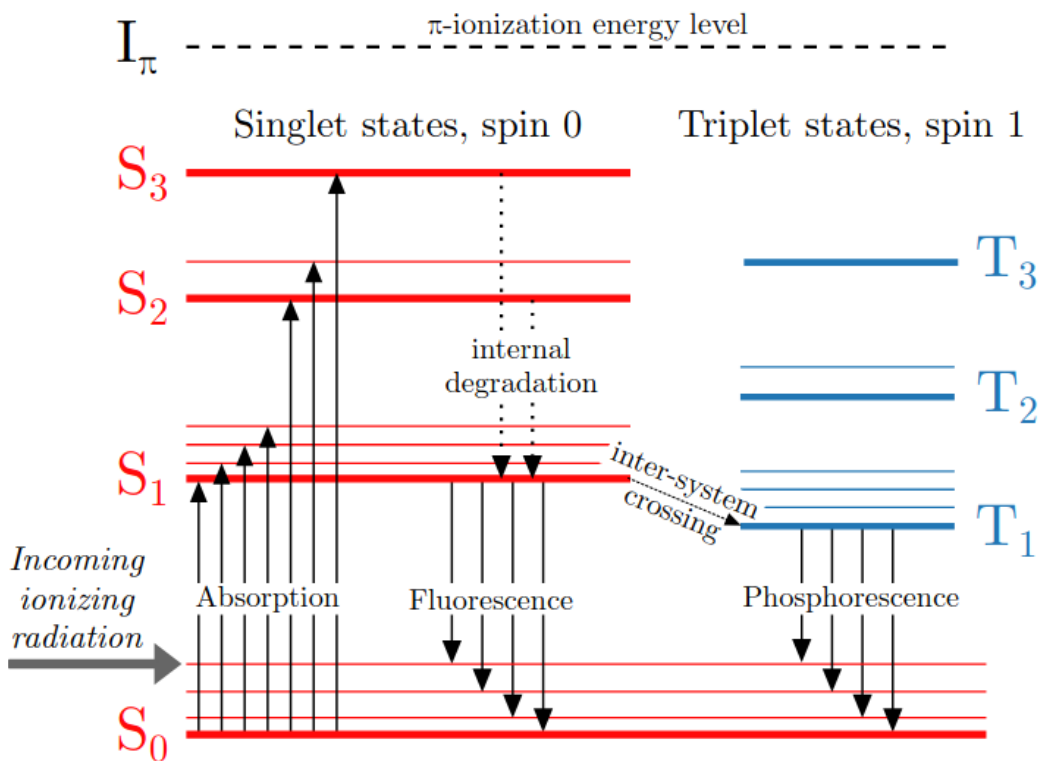 π-ionization energy level
Iπ
Singlet states, spin 0
Triplet states, spin 1
S3
T3
S2
internal
degradation
T2
S1
inter-system
crossing
T1
Incoming
ionizing
radiation
Absorption
Fluorescence
Phosphorescence
S0